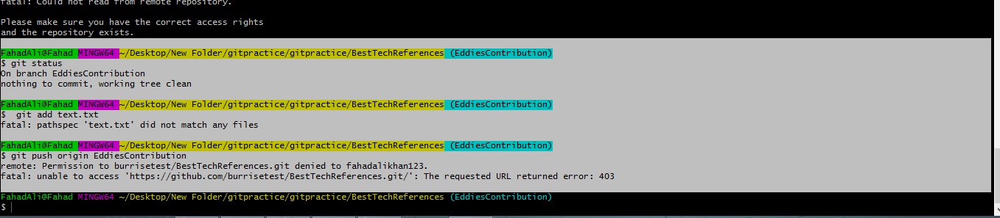 fatal: Could not read from remote repository.
Please make sure you have the correct access rights
and the repository exists.
FahadAli@Fahad MINGW64 ~/Desktop/New Folder/gitpractice/gitpractice/BestTechReferences (EddiesContribution)
$ git status
On branch EddiesContribution
nothing to commit, working tree clean
FahadAli@Fahad MINGW64 ~/Desktop/New Folder/gitpractice/gitpractice/BestTechReferences (EddiesContribution)
$  git add text.txt
fatal: pathspec 'text.txt' did not match any files
FahadAli@Fahad MINGW64 ~/Desktop/New Folder/gitpractice/gitpractice/BestTechReferences (EddiesContribution)
$ git push origin EddiesContribution
remote: Permission to burrisetest/BestTechReferences.git denied to fahadalikhan123.
fatal: unable to access 'https://github.com/burrisetest/BestTechReferences.git/': The requested URL returned error: 403
FahadAli@Fahad MINGW64 ~/Desktop/New Folder/gitpractice/gitpractice/BestTechReferences (EddiesContribution)
$